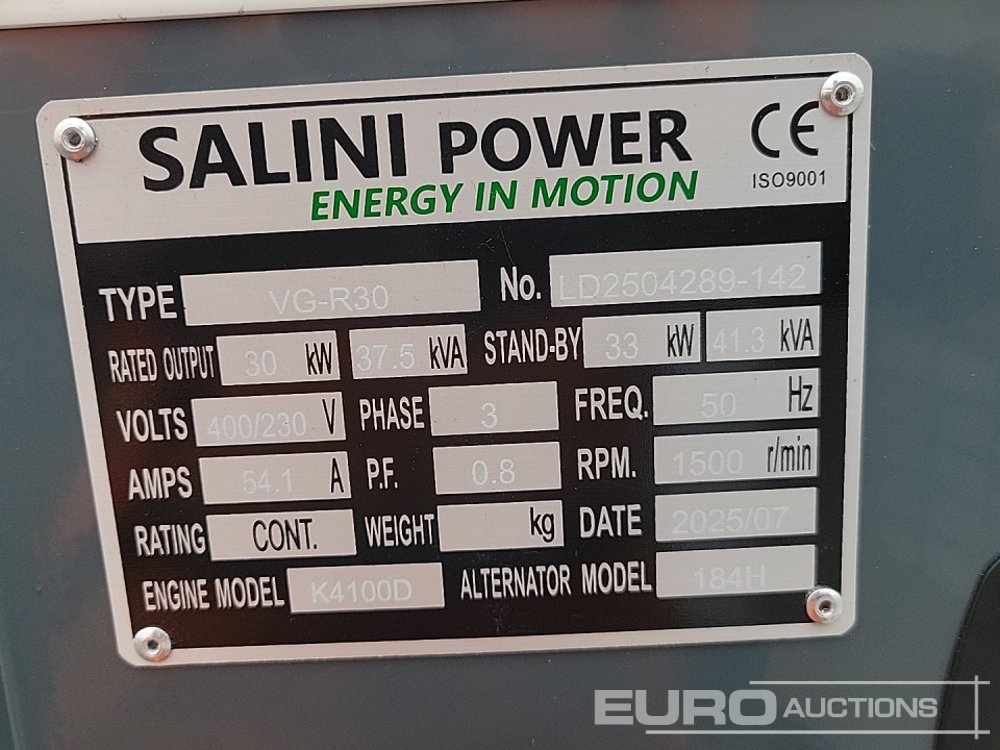 SALINI POWER CE
ENERGY IN MOTION ISO9001
TYPE VG-R30 No. LD2504289-142
RATED OUTPUT 30 kW 37.5 kVA STAND-BY 33 kW 41.3 kVA
VOLTS 400/230 V PHASE 3 FREQ. 50 Hz
AMPS 54.1 A P.F. 0.8 RPM. 1500 r/min
RATING CONT. WEIGHT kg DATE 2025/07
ENGINE MODEL K4100D ALTERNATOR MODEL 184H
EURO AUCTIONS